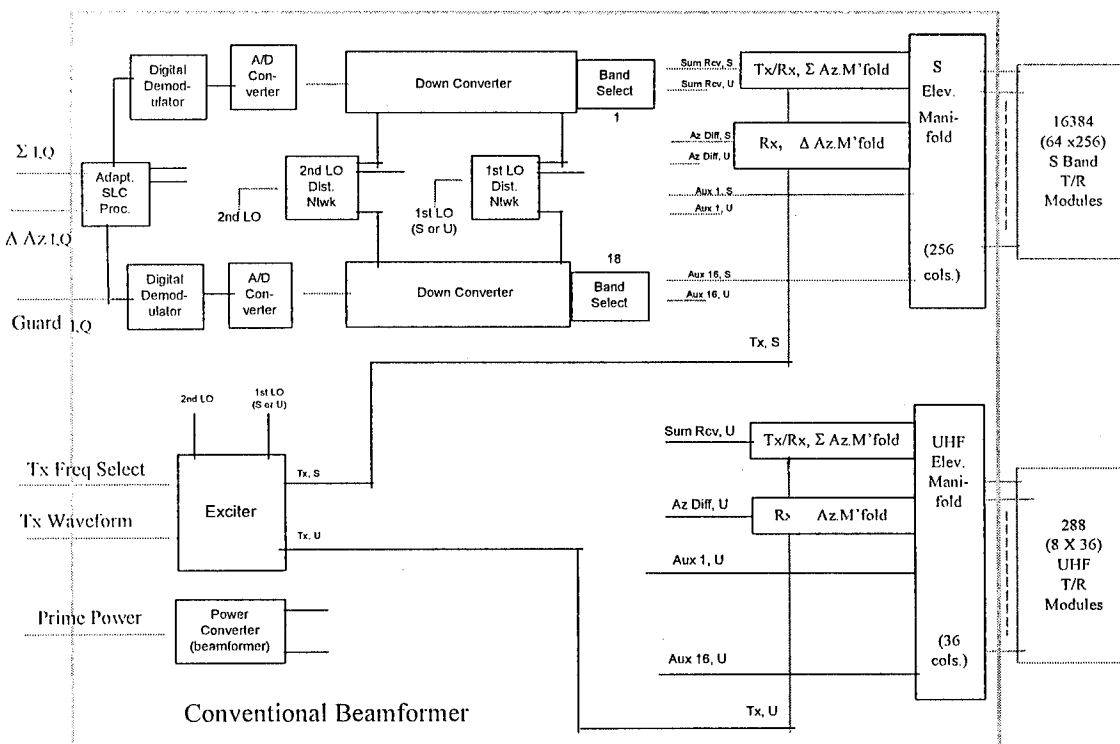 Digital
Demod-
ulator
A/D
Con-
verter
Down Converter
Band
Select
1
Sum Rcv, S
Sum Rcv, U
Tx/Rx, Σ Az.M'fold
S
Elev.
Mani-
fold
(256
cols.)
16384
(64 x256)
S Band
T/R
Modules
Az Diff, S
Az Diff, U
Rx, Δ Az.M'fold
Σ I,Q
Adapt.
SLC
Proc.
2nd LO
Dist.
Ntwk
1st LO
Dist.
Ntwk
2nd LO
1st LO
(S or U)
Aux 1, S
Aux 1, U
Δ Az I,Q
Guard I,Q
Digital
Demod-
ulator
A/D
Con-
verter
Down Converter
18
Band
Select
Aux 16, S
Aux 16, U
Tx, S
2nd LO
1st LO
(S or U)
Tx Freq Select
Tx Waveform
Exciter
Tx, S
Tx, U
Sum Rcv, U
Tx/Rx, Σ Az.M'fold
UHF
Elev.
Mani-
fold
(36
cols.)
Az Diff, U
Rx Az.M'fold
288
(8 X 36)
UHF
T/R
Modules
Aux 1, U
Prime Power
Power
Converter
(beamformer)
Aux 16, U
Tx, U
Conventional Beamformer